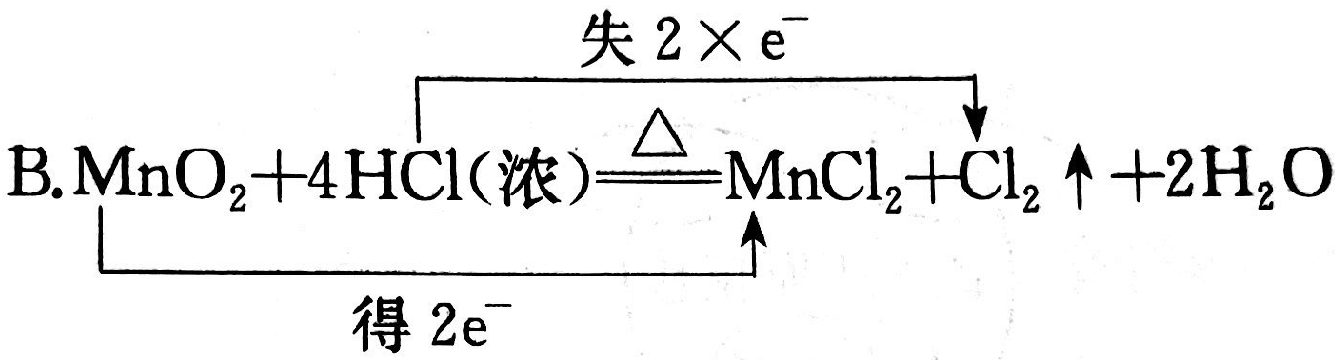 失 2×e⁻
△
B.MnO₂+4HCl(浓)══MnCl₂+Cl₂↑+2H₂O
得 2e⁻